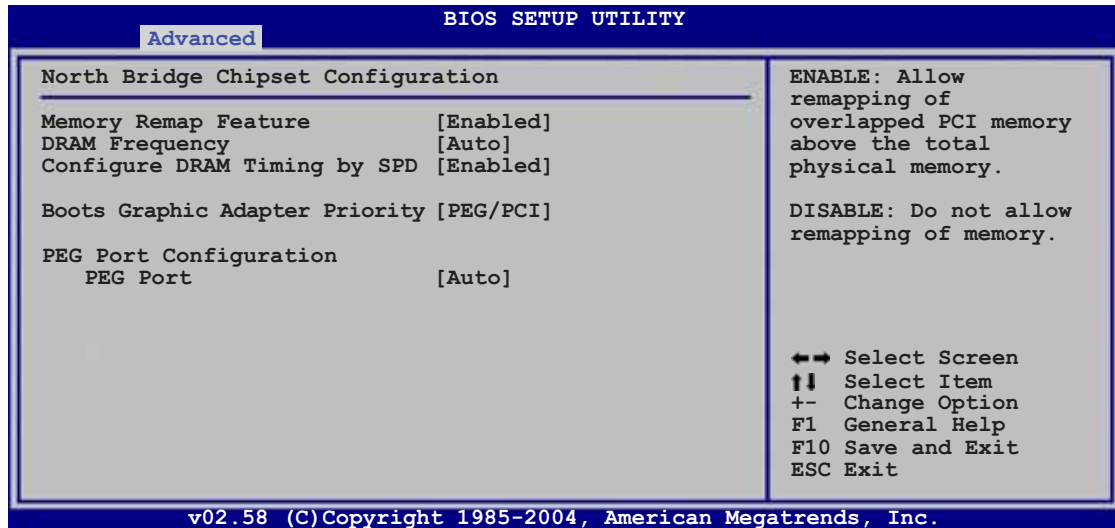 BIOS SETUP UTILITY
Advanced
North Bridge Chipset Configuration
Memory Remap Feature [Enabled]
DRAM Frequency [Auto]
Configure DRAM Timing by SPD [Enabled]
Boots Graphic Adapter Priority [PEG/PCI]
PEG Port Configuration
PEG Port [Auto]
ENABLE: Allow
remapping of
overlapped PCI memory
above the total
physical memory.
DISABLE: Do not allow
remapping of memory.
←→ Select Screen
↑↓ Select Item
+- Change Option
F1 General Help
F10 Save and Exit
ESC Exit
v02.58 (C)Copyright 1985-2004, American Megatrends, Inc.